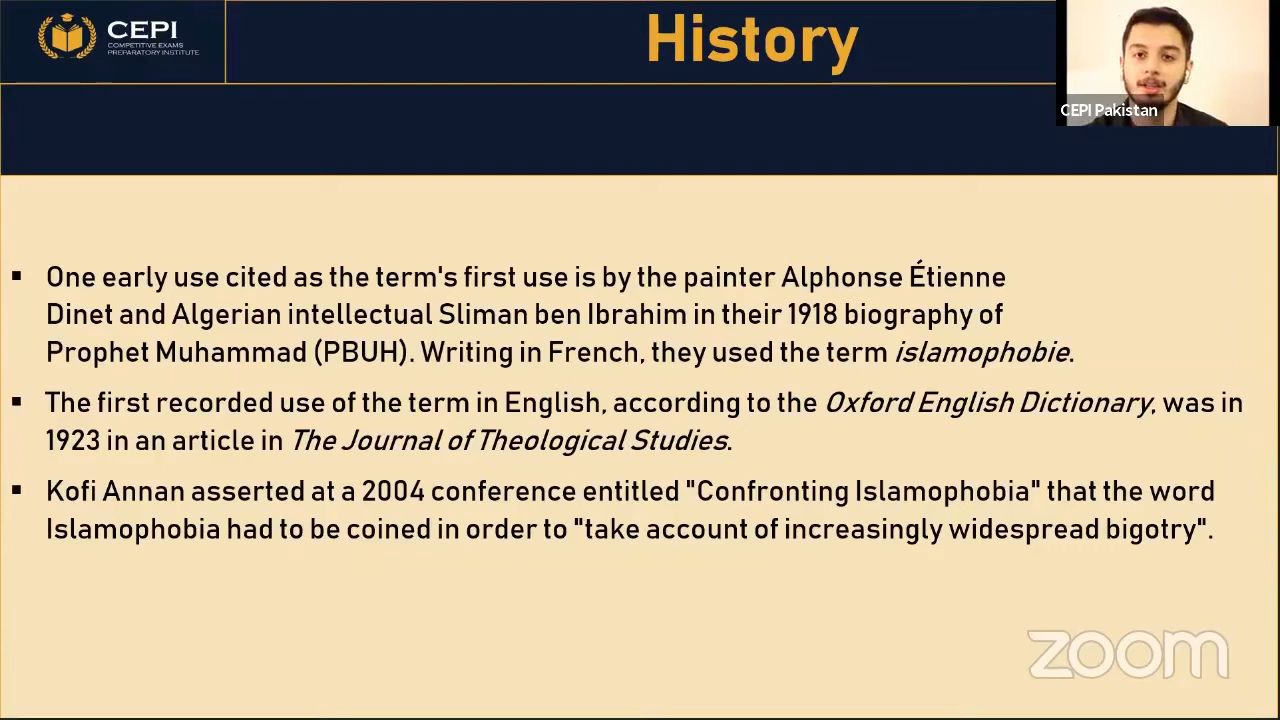 CEPI
COMPETITIVE EXAMS
PREPARATORY INSTITUTE
History
CEPI Pakistan
▪ One early use cited as the term's first use is by the painter Alphonse Étienne
Dinet and Algerian intellectual Sliman ben Ibrahim in their 1918 biography of
Prophet Muhammad (PBUH). Writing in French, they used the term islamophobie.
▪ The first recorded use of the term in English, according to the Oxford English Dictionary, was in
1923 in an article in The Journal of Theological Studies.
▪ Kofi Annan asserted at a 2004 conference entitled "Confronting Islamophobia" that the word
Islamophobia had to be coined in order to "take account of increasingly widespread bigotry".
zoom